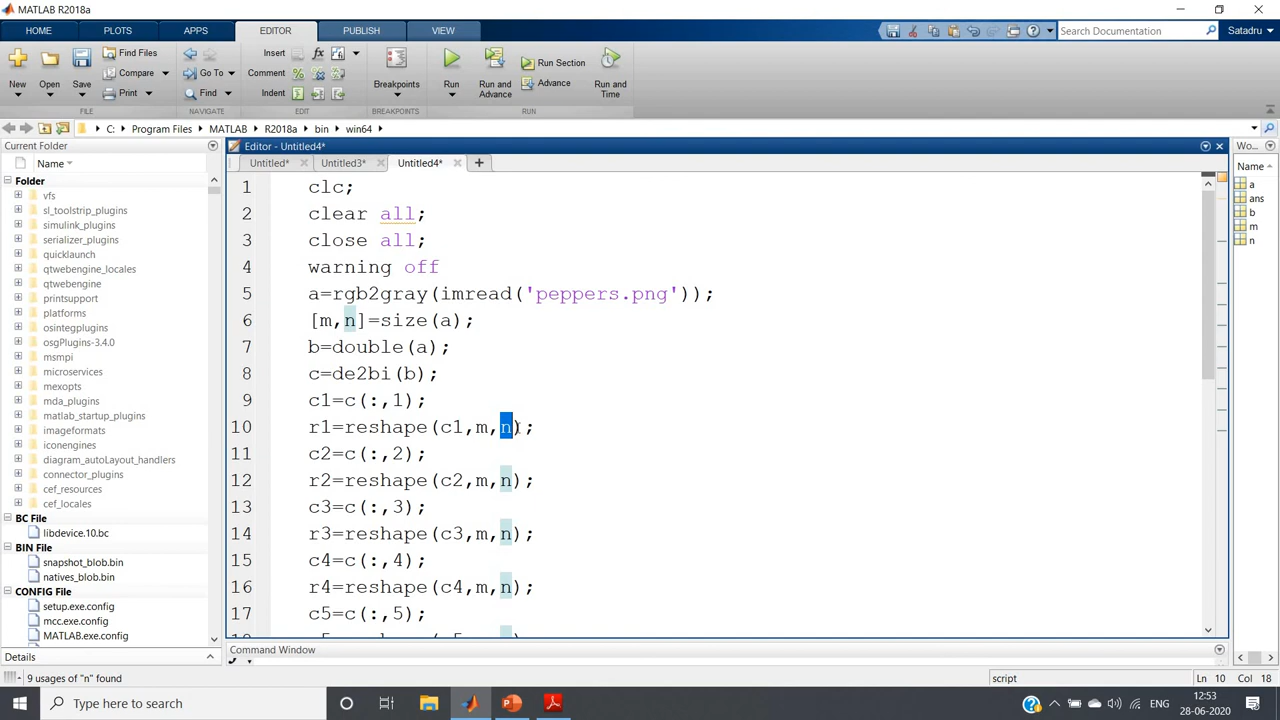 MATLAB R2018a
HOME PLOTS APPS EDITOR PUBLISH VIEW
Search Documentation
Satadru
New Open Save Find Files Compare Print
Go To Find
Insert
Comment
Indent
Breakpoints
Run Run and Advance Run Section Advance Run and Time
FILE NAVIGATE EDIT BREAKPOINTS RUN
C: Program Files MATLAB R2018a bin win64
Current Folder
Name
Folder
vfs
sl_toolstrip_plugins
simulink_plugins
serializer_plugins
quicklaunch
qtwebengine_locales
qtwebengine
printsupport
platforms
osintegplugins
osgPlugins-3.4.0
msmpi
microservices
mexopts
mda_plugins
matlab_startup_plugins
imageformats
iconengines
diagram_autoLayout_handlers
connector_plugins
cef_resources
cef_locales
BC File
libdevice.10.bc
BIN File
snapshot_blob.bin
natives_blob.bin
CONFIG File
setup.exe.config
mcc.exe.config
MATLAB.exe.config
Details
Editor - Untitled4*
Untitled* Untitled3* Untitled4*
1 clc;
2 clear all;
3 close all;
4 warning off
5 a=rgb2gray(imread('peppers.png'));
6 [m,n]=size(a);
7 b=double(a);
8 c=de2bi(b);
9 c1=c(:,1);
10 r1=reshape(c1,m,n);
11 c2=c(:,2);
12 r2=reshape(c2,m,n);
13 c3=c(:,3);
14 r3=reshape(c3,m,n);
15 c4=c(:,4);
16 r4=reshape(c4,m,n);
17 c5=c(:,5);
Command Window
Wo...
Name
a
ans
b
m
n
9 usages of "n" found
script
Ln 10 Col 18
Type here to search
ENG
12:53
28-06-2020